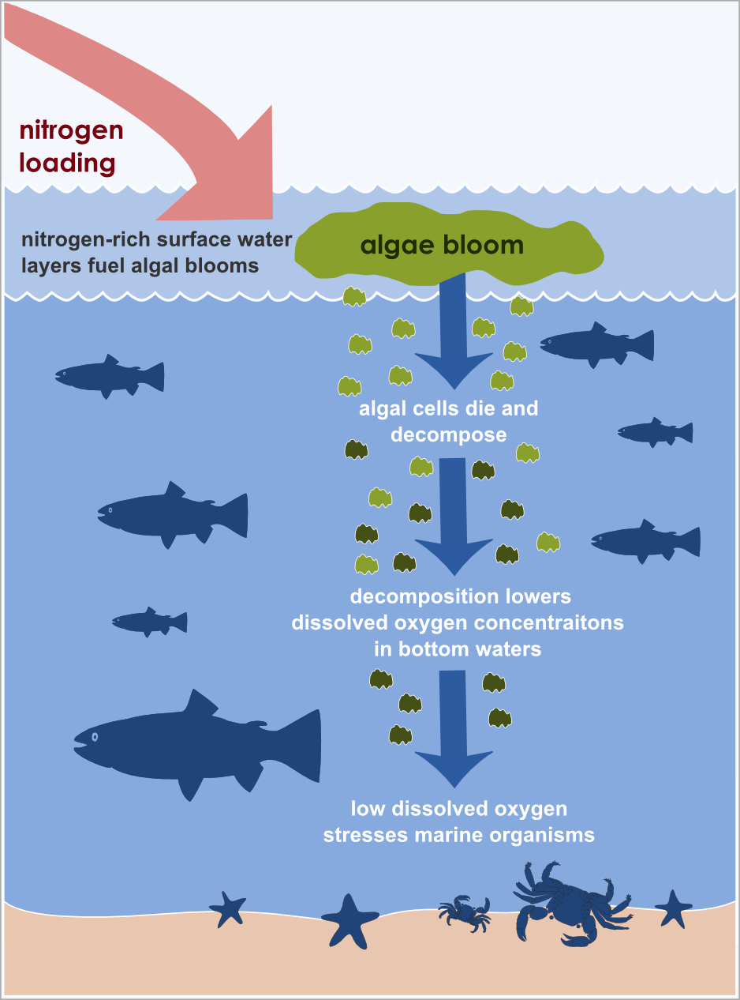 nitrogen
loading
nitrogen-rich surface water
layers fuel algal blooms
algae bloom
algal cells die and
decompose
decomposition lowers
dissolved oxygen concentraitons
in bottom waters
low dissolved oxygen
stresses marine organisms